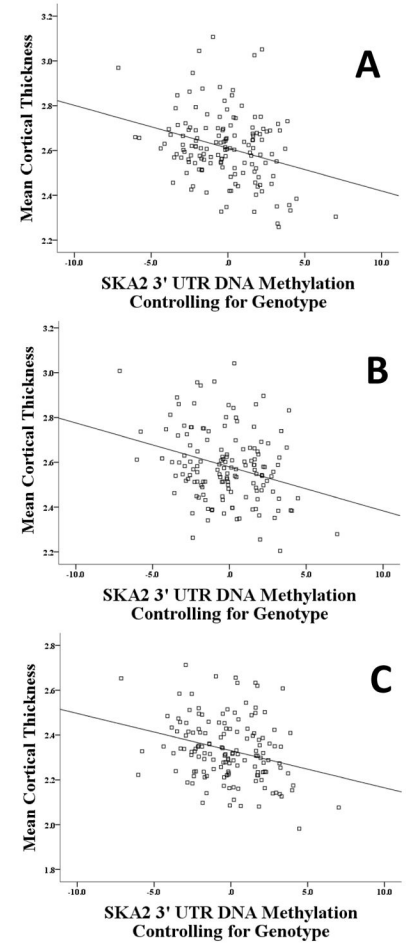 A
Mean Cortical Thickness
3.2
3.0
2.8
2.6
2.4
2.2
-10.0 -5.0 .0 5.0 10.0
SKA2 3' UTR DNA Methylation
Controlling for Genotype
B
Mean Cortical Thickness
3.2
3.0
2.8
2.6
2.4
2.2
-10.0 -5.0 .0 5.0 10.0
SKA2 3' UTR DNA Methylation
Controlling for Genotype
C
Mean Cortical Thickness
2.8
2.6
2.4
2.2
2.0
1.8
-10.0 -5.0 .0 5.0 10.0
SKA2 3' UTR DNA Methylation
Controlling for Genotype